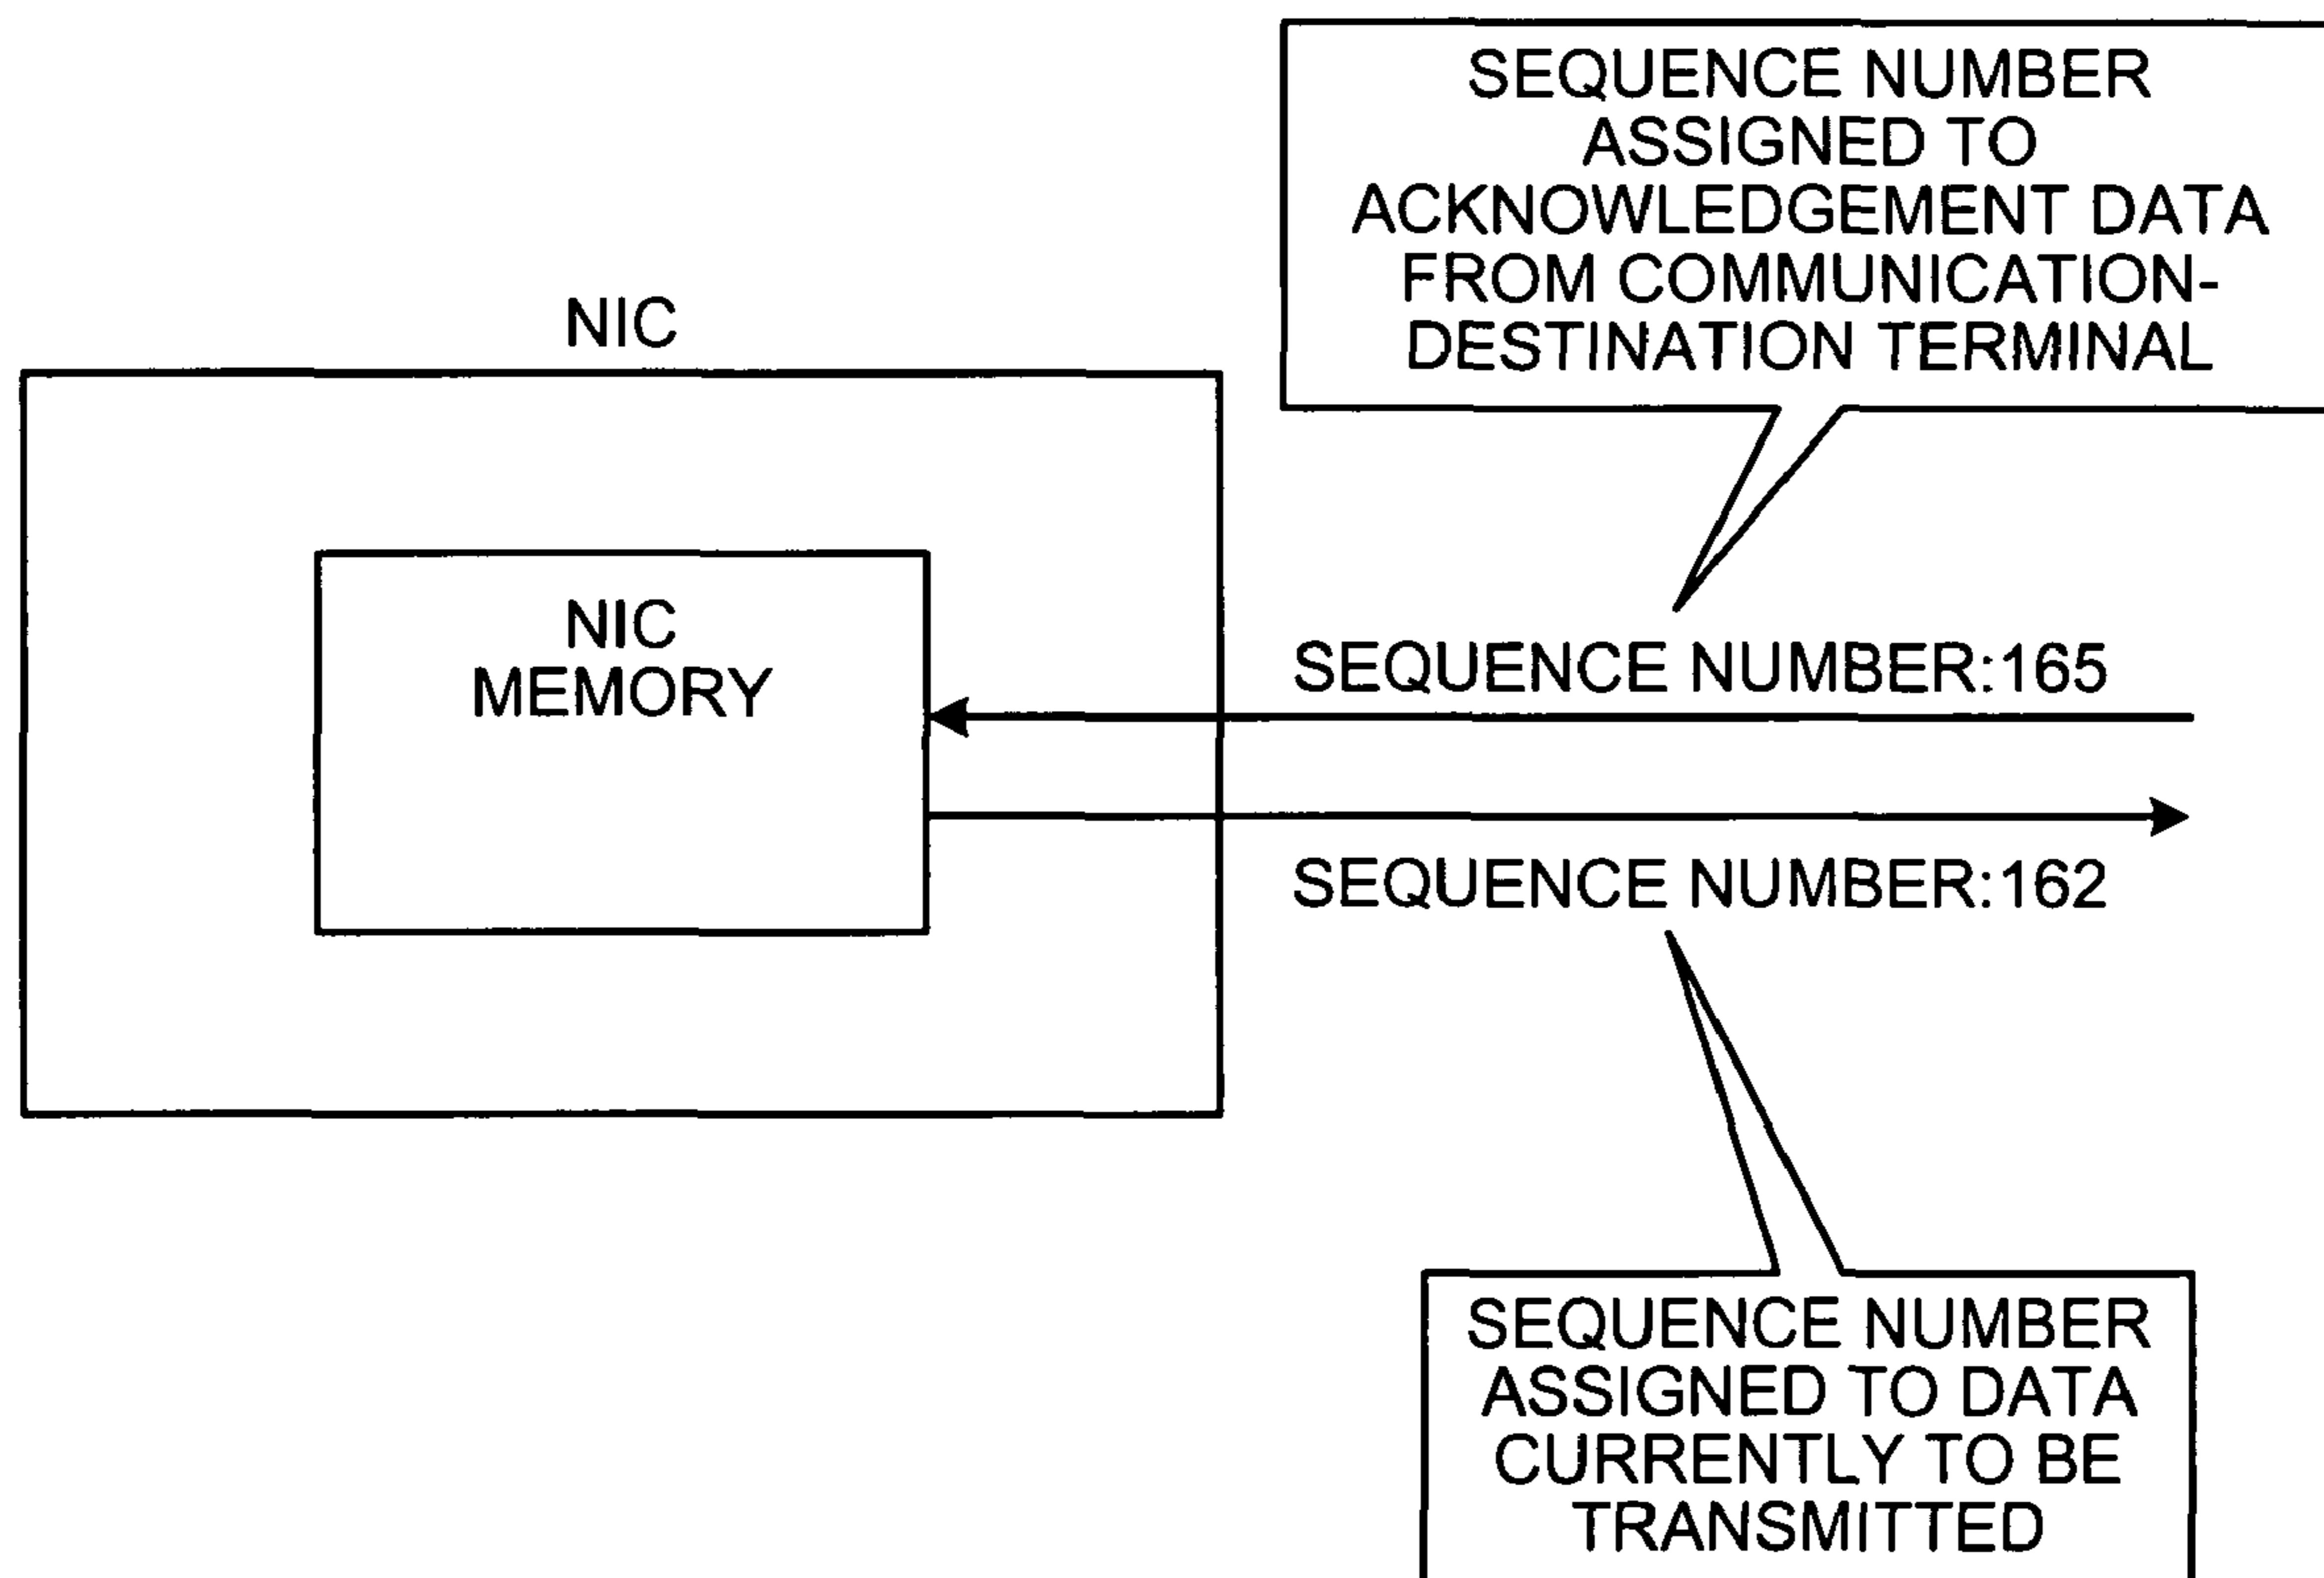 SEQUENCE NUMBER
ASSIGNED TO
ACKNOWLEDGEMENT DATA
FROM COMMUNICATION-
DESTINATION TERMINAL
NIC
NIC
MEMORY
SEQUENCE NUMBER:165
SEQUENCE NUMBER:162
SEQUENCE NUMBER
ASSIGNED TO DATA
CURRENTLY TO BE
TRANSMITTED